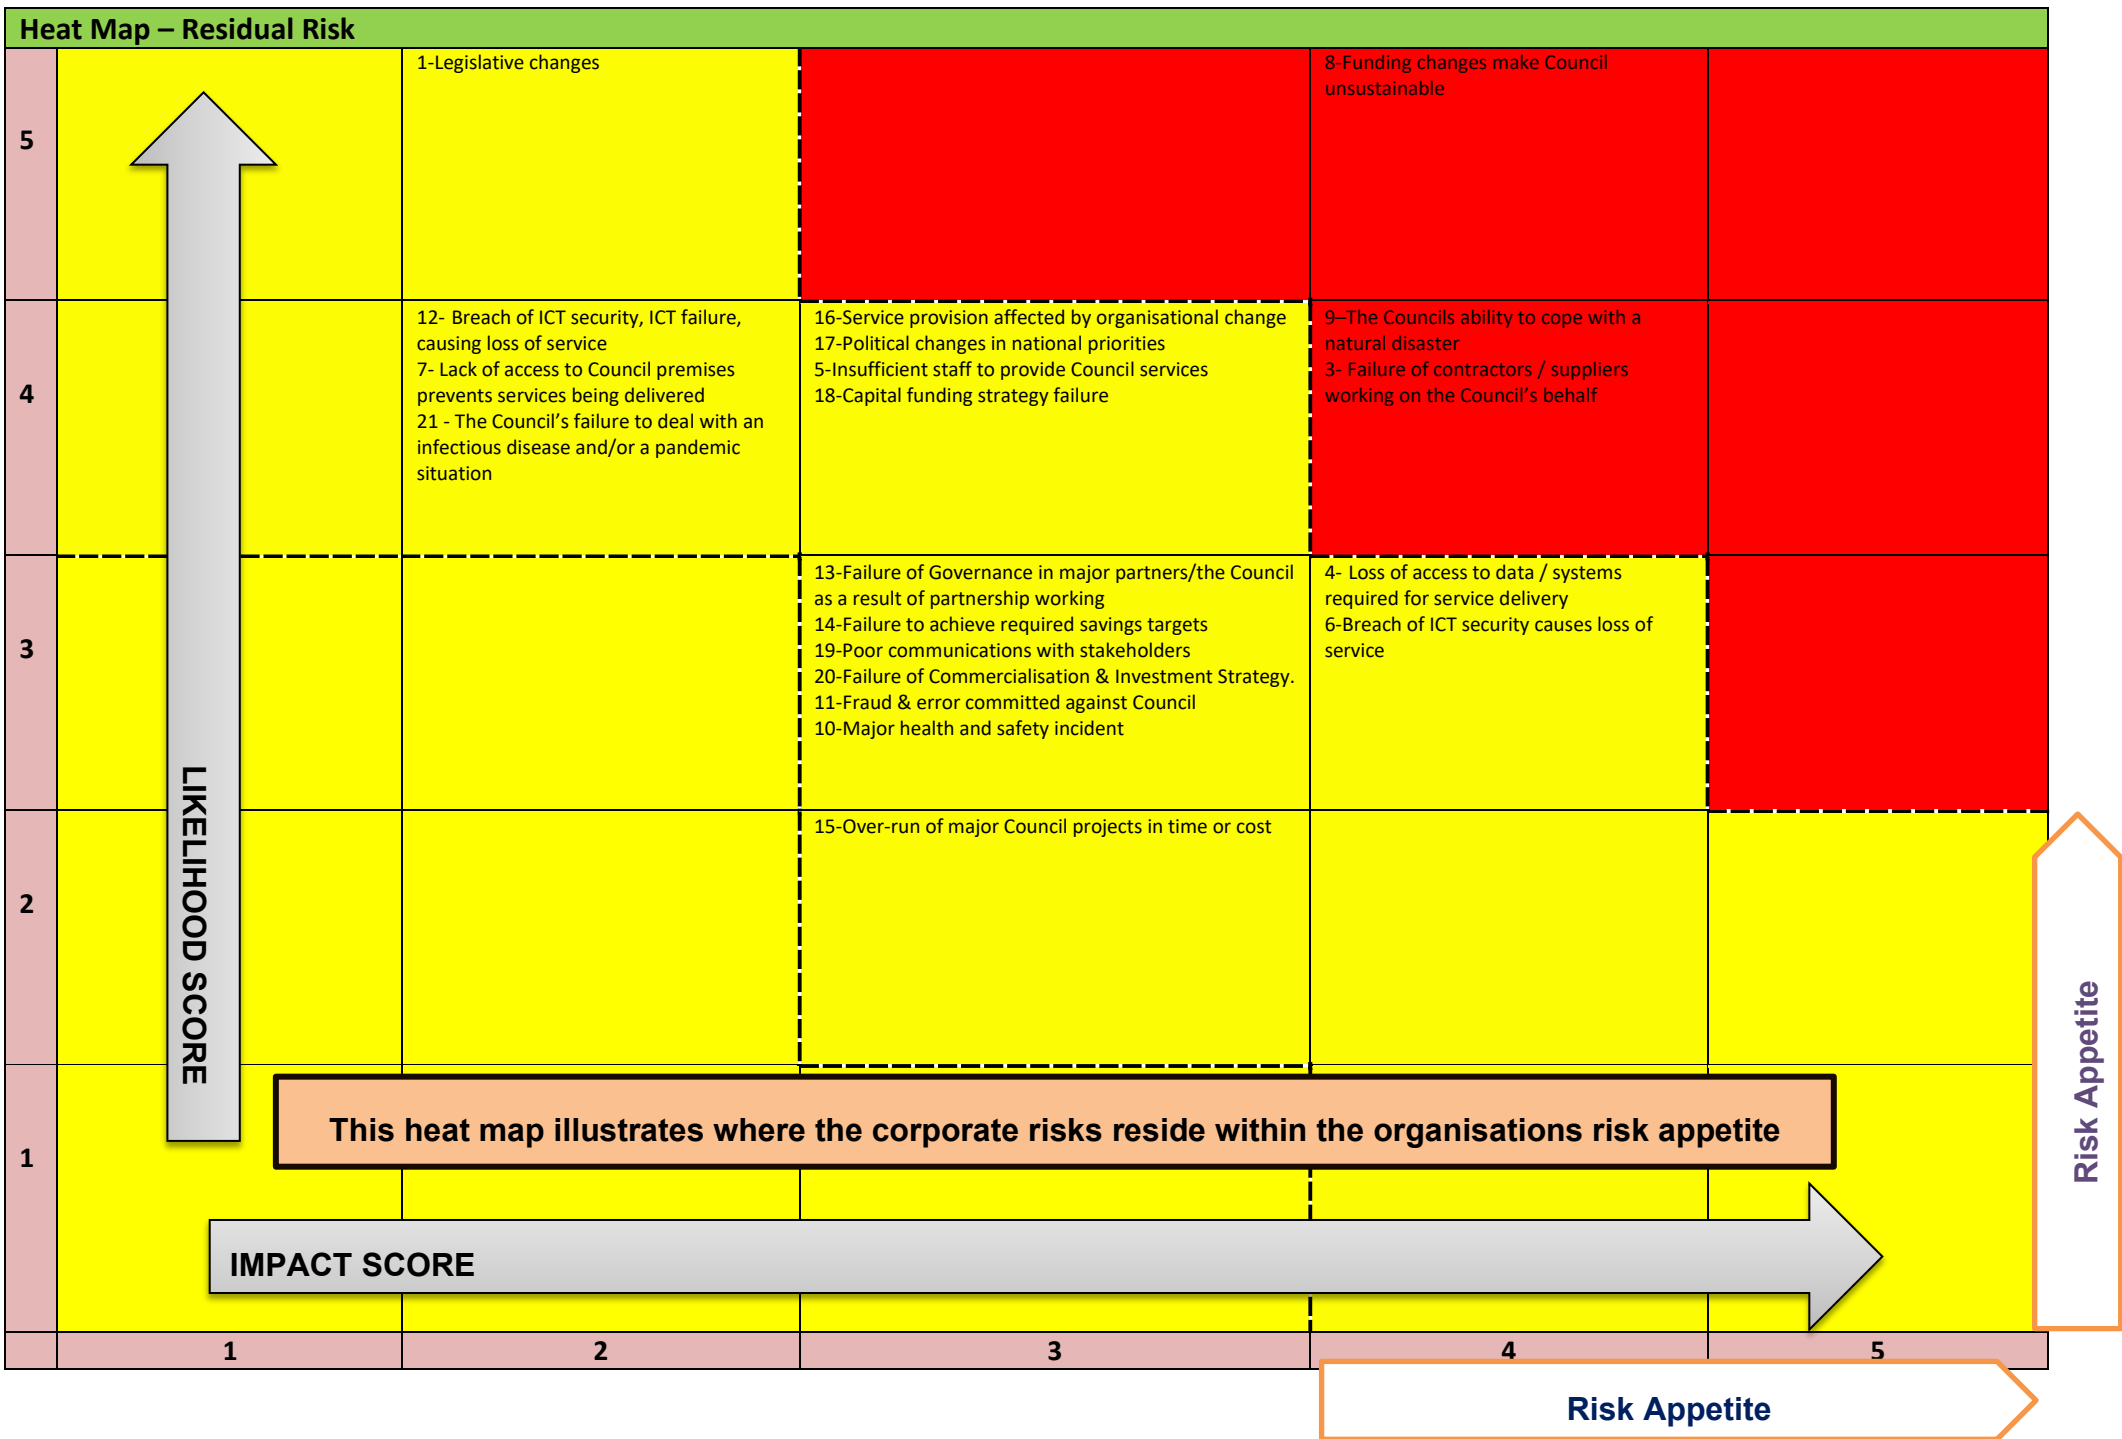 Heat Map – Residual Risk
5
1-Legislative changes
8-Funding changes make Council
unsustainable
4
12- Breach of ICT security, ICT failure,
causing loss of service
7- Lack of access to Council premises
prevents services being delivered
21 - The Council’s failure to deal with an
infectious disease and/or a pandemic
situation
16-Service provision affected by organisational change
17-Political changes in national priorities
5-Insufficient staff to provide Council services
18-Capital funding strategy failure
9–The Councils ability to cope with a
natural disaster
3- Failure of contractors / suppliers
working on the Council’s behalf
3
13-Failure of Governance in major partners/the Council
as a result of partnership working
14-Failure to achieve required savings targets
19-Poor communications with stakeholders
20-Failure of Commercialisation & Investment Strategy.
11-Fraud & error committed against Council
10-Major health and safety incident
4- Loss of access to data / systems
required for service delivery
6-Breach of ICT security causes loss of
service
2
15-Over-run of major Council projects in time or cost
LIKELIHOOD SCORE
1
This heat map illustrates where the corporate risks reside within the organisations risk appetite
IMPACT SCORE
Risk Appetite
1
2
3
4
5
Risk Appetite